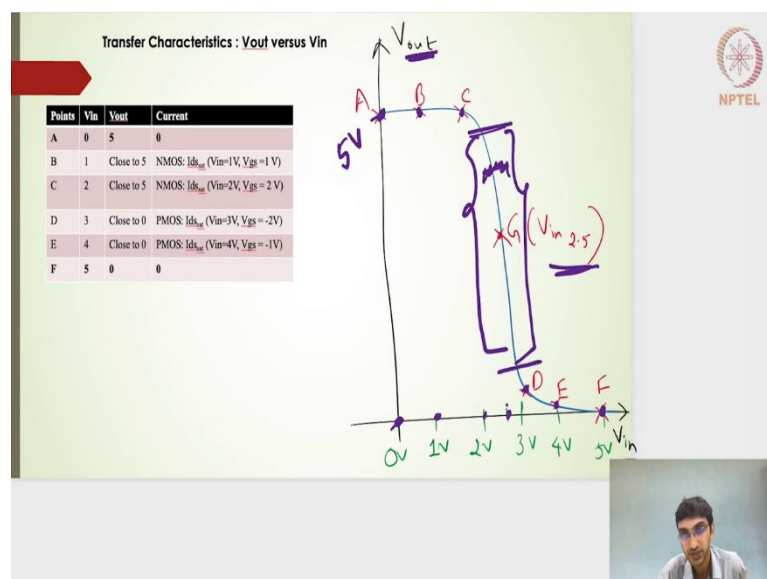 Transfer Characteristics : Vout versus Vin
NPTEL
Points Vin Vout Current
A 0 5 0
B 1 Close to 5 NMOS: Idssat (Vin=1V, Vgs =1 V)
C 2 Close to 5 NMOS: Idssat (Vin=2V, Vgs = 2 V)
D 3 Close to 0 PMOS: Idssat (Vin=3V, Vgs = -2V)
E 4 Close to 0 PMOS: Idssat (Vin=4V, Vgs = -1V)
F 5 0 0
Vout
A B C
5V
G (Vin 2.5)
D E F
0V 1V 2V 3V 4V 5V Vin